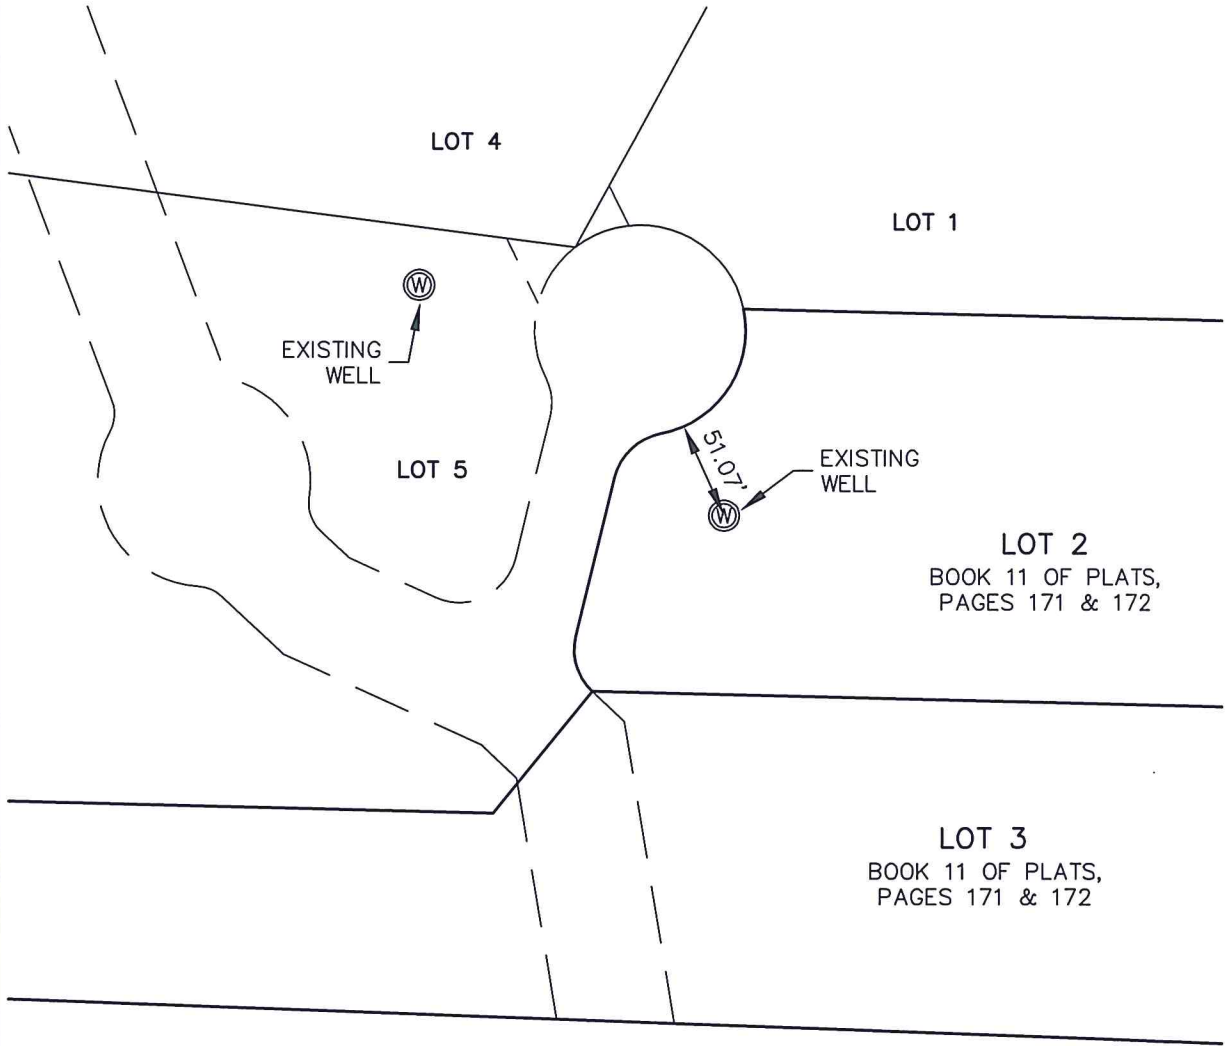 LOT 4
LOT 1
W
EXISTING
WELL
51.07'
LOT 5
EXISTING
WELL
W
LOT 2
BOOK 11 OF PLATS,
PAGES 171 & 172
LOT 3
BOOK 11 OF PLATS,
PAGES 171 & 172